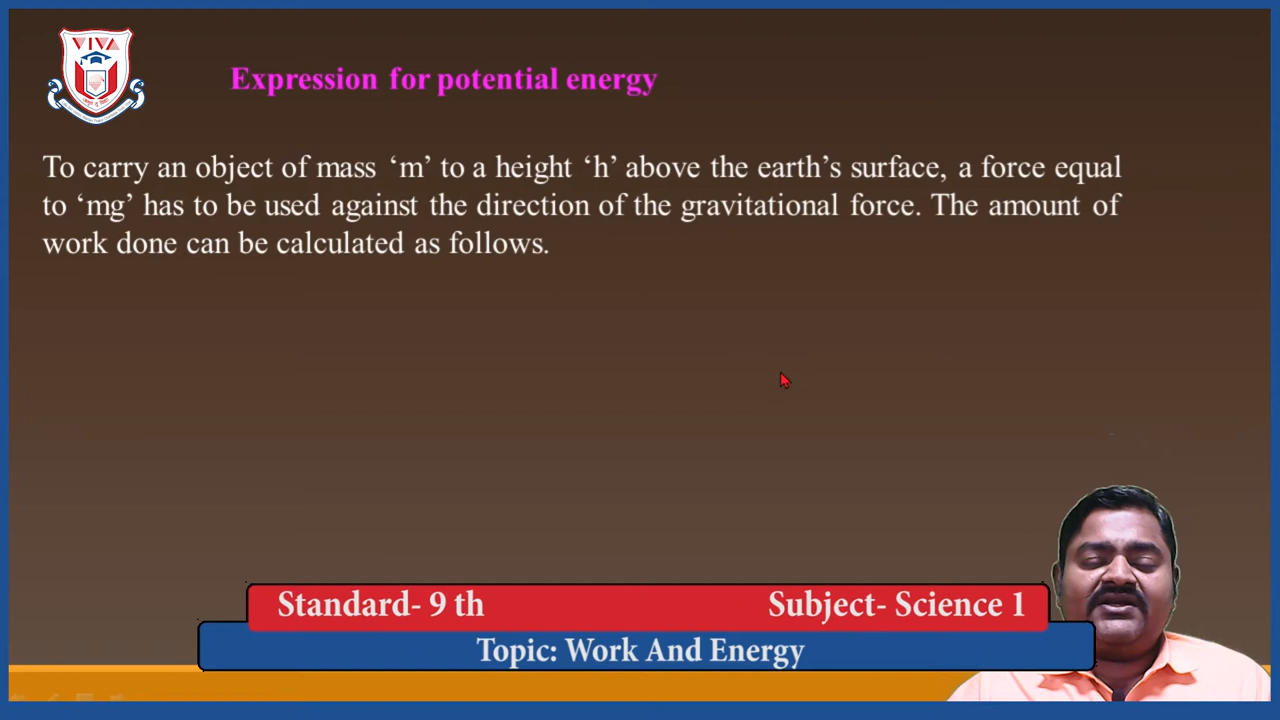 VIVA
Expression for potential energy
To carry an object of mass ‘m’ to a height ‘h’ above the earth’s surface, a force equal
to ‘mg’ has to be used against the direction of the gravitational force. The amount of
work done can be calculated as follows.
Standard- 9 th Subject- Science 1
Topic: Work And Energy